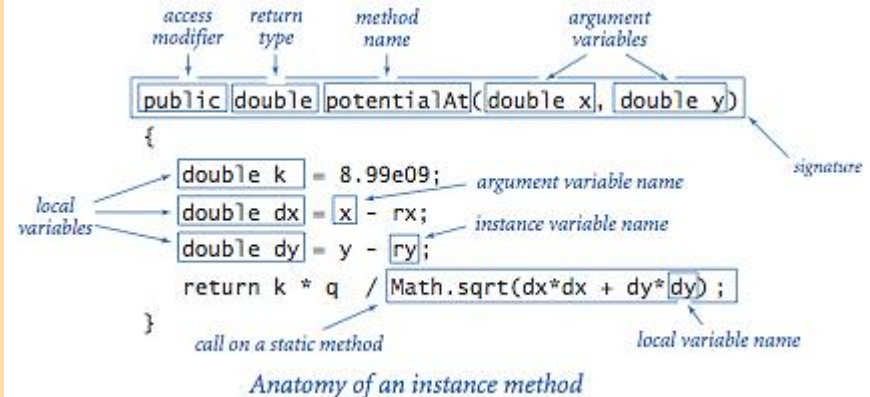 access modifier
return type
method name
argument variables
public double potentialAt(double x, double y)
signature
{
double k = 8.99e09;
argument variable name
local variables
double dx = x - rx;
instance variable name
double dy = y - ry;
return k * q / Math.sqrt(dx*dx + dy*dy) ;
}
call on a static method
local variable name
Anatomy of an instance method